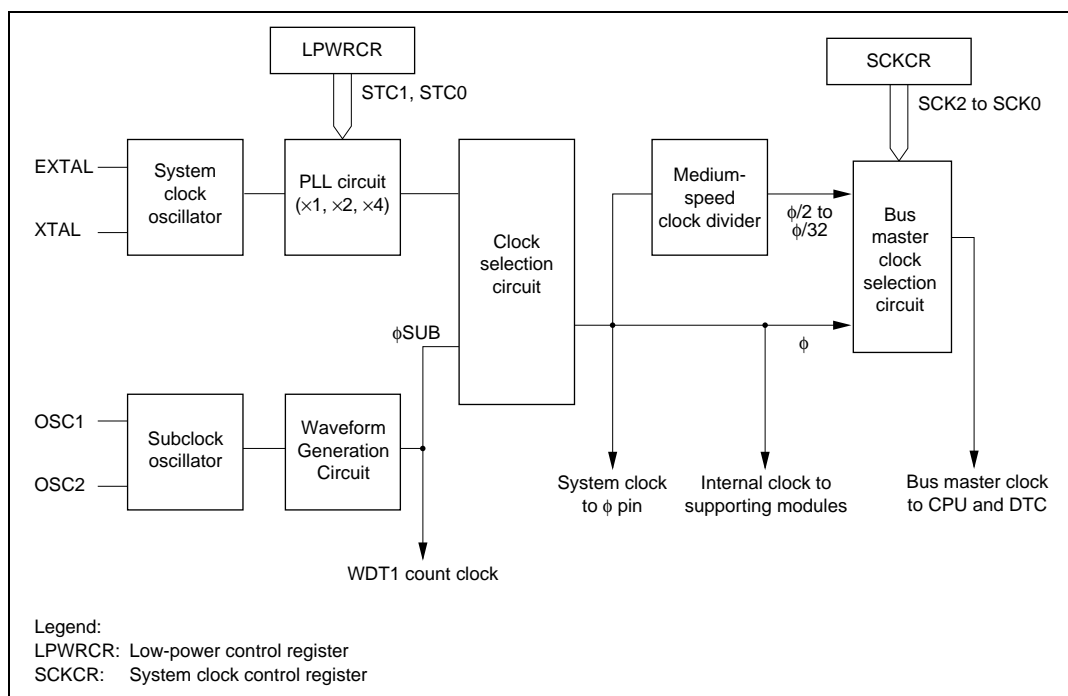 LPWRCR
STC1, STC0
SCKCR
SCK2 to SCK0
EXTAL
XTAL
System
clock
oscillator
PLL circuit
(×1, ×2, ×4)
Clock
selection
circuit
Medium-
speed
clock divider
ϕ/2 to
ϕ/32
Bus
master
clock
selection
circuit
ϕSUB
ϕ
OSC1
OSC2
Subclock
oscillator
Waveform
Generation
Circuit
System clock
to ϕ pin
Internal clock to
supporting modules
Bus master clock
to CPU and DTC
WDT1 count clock
Legend:
LPWRCR: Low-power control register
SCKCR: System clock control register